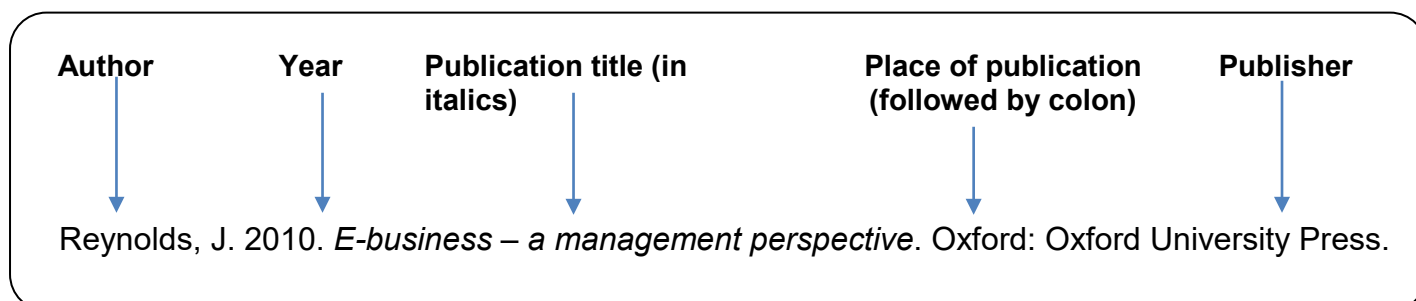 Author Year Publication title (in italics) Place of publication (followed by colon) Publisher
Reynolds, J. 2010. E-business – a management perspective. Oxford: Oxford University Press.